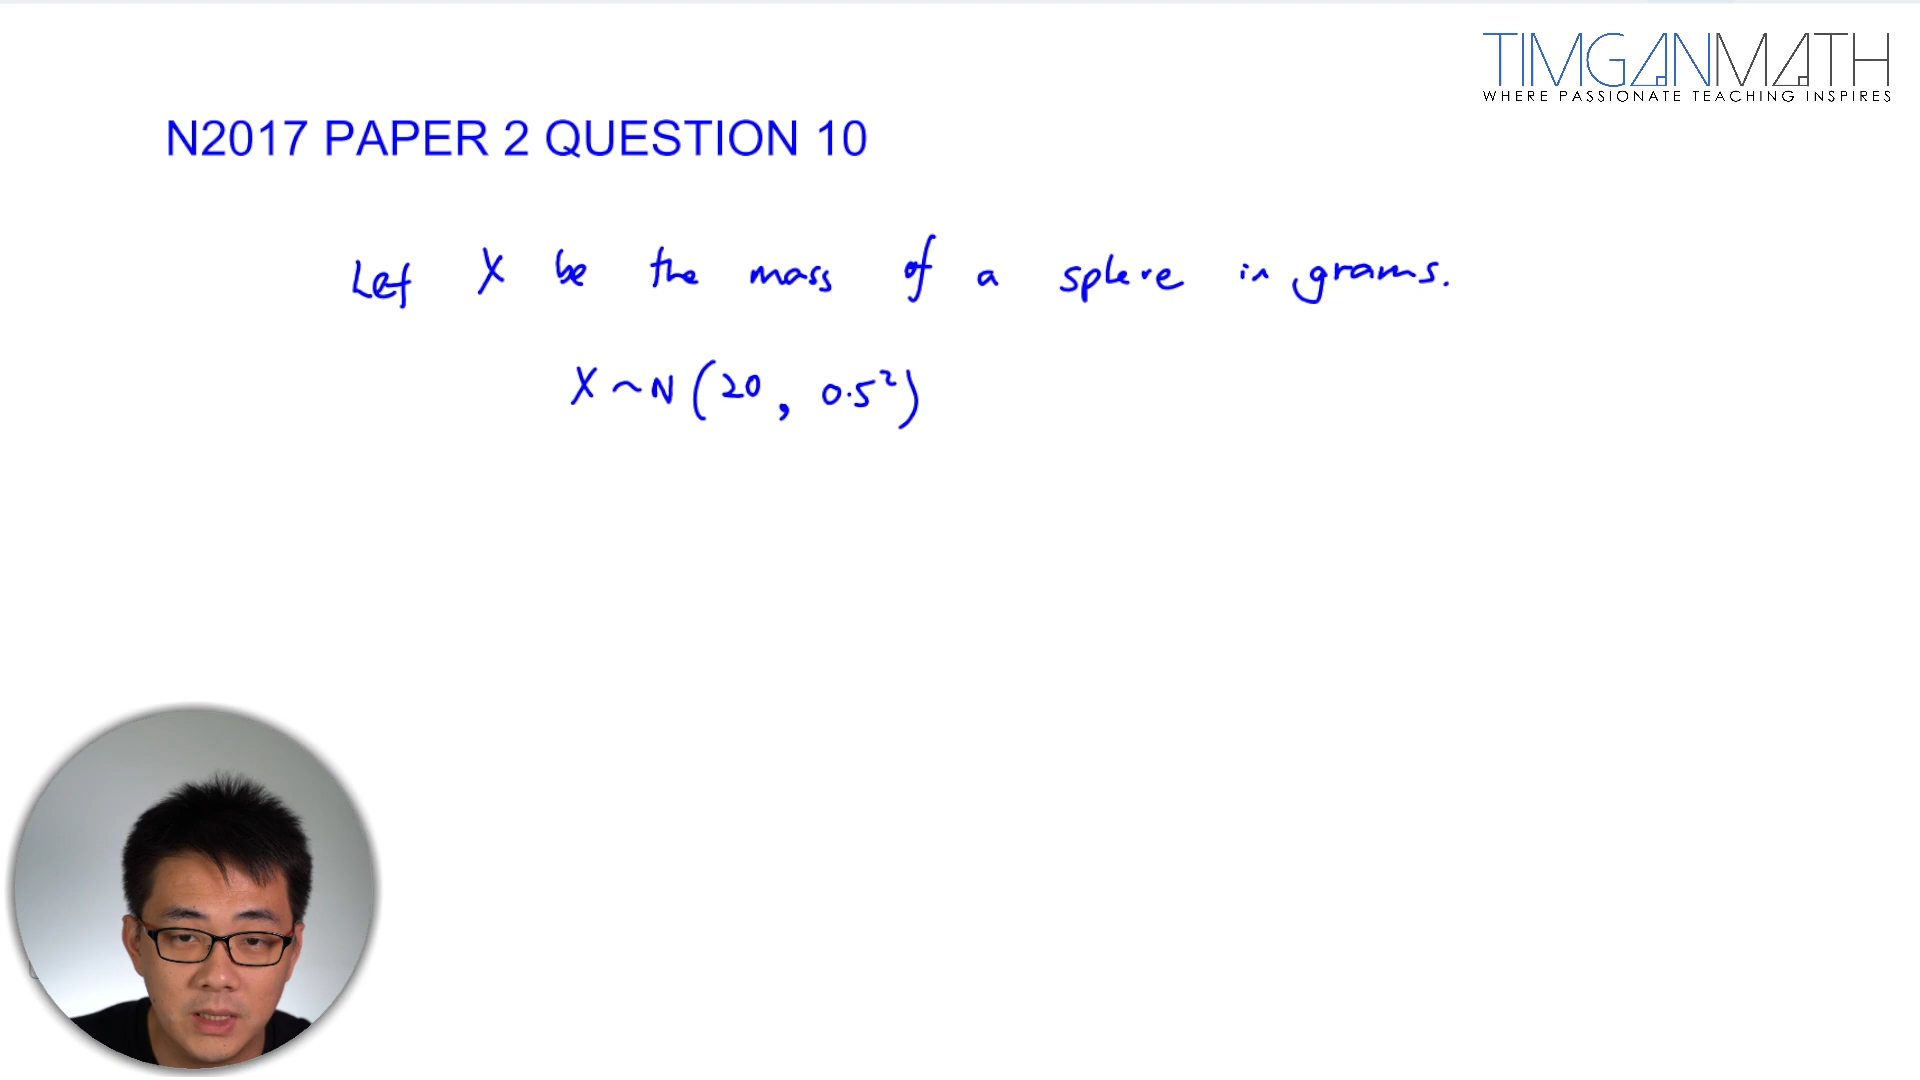 TIMGANMATH
WHERE PASSIONATE TEACHING INSPIRES
N2017 PAPER 2 QUESTION 10
Let X be the mass of a sphere in grams.
X ~ N (20, 0.5²)